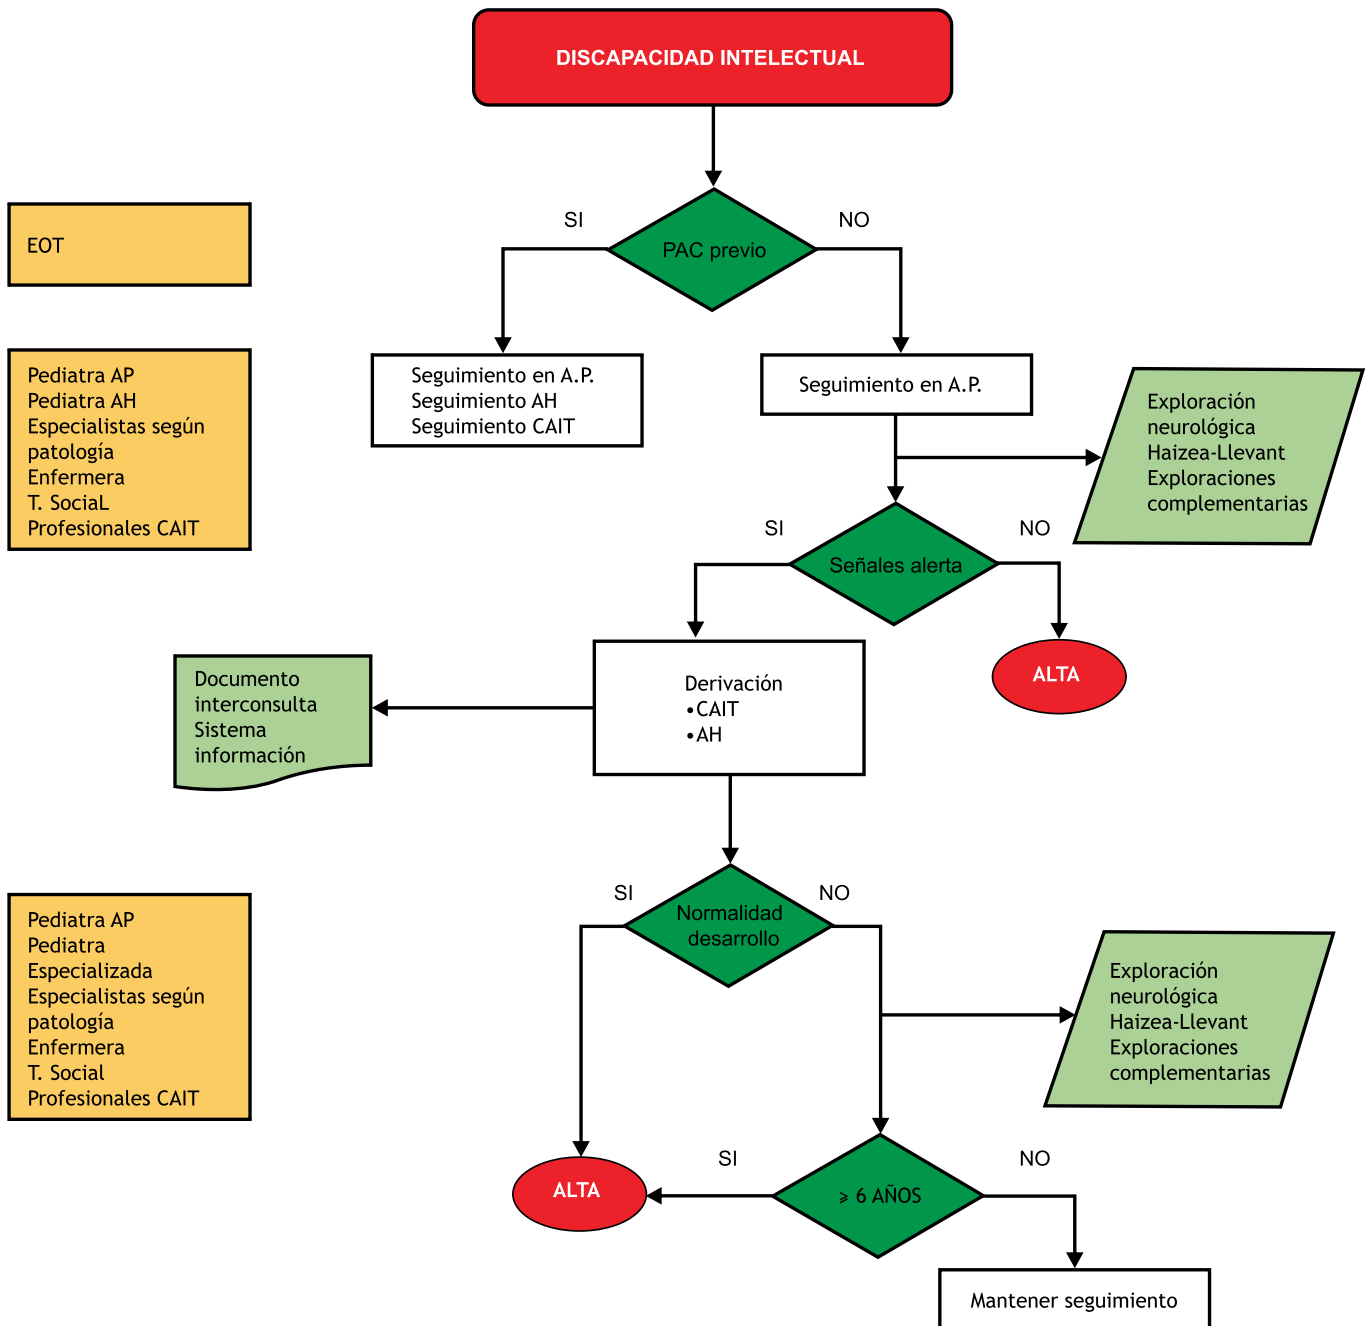 DISCAPACIDAD INTELECTUAL
SI
NO
PAC previo
EOT
Pediatra AP
Pediatra AH
Especialistas según
patología
Enfermera
T. SociaL
Profesionales CAIT
Seguimiento en A.P.
Seguimiento AH
Seguimiento CAIT
Seguimiento en A.P.
Exploración
neurológica
Haizea-Llevant
Exploraciones
complementarias
SI
NO
Señales alerta
ALTA
Documento
interconsulta
Sistema
información
Derivación
•CAIT
•AH
SI
NO
Normalidad
desarrollo
Pediatra AP
Pediatra
Especializada
Especialistas según
patología
Enfermera
T. Social
Profesionales CAIT
Exploración
neurológica
Haizea-Llevant
Exploraciones
complementarias
SI
NO
ALTA
⩾ 6 AÑOS
Mantener seguimiento